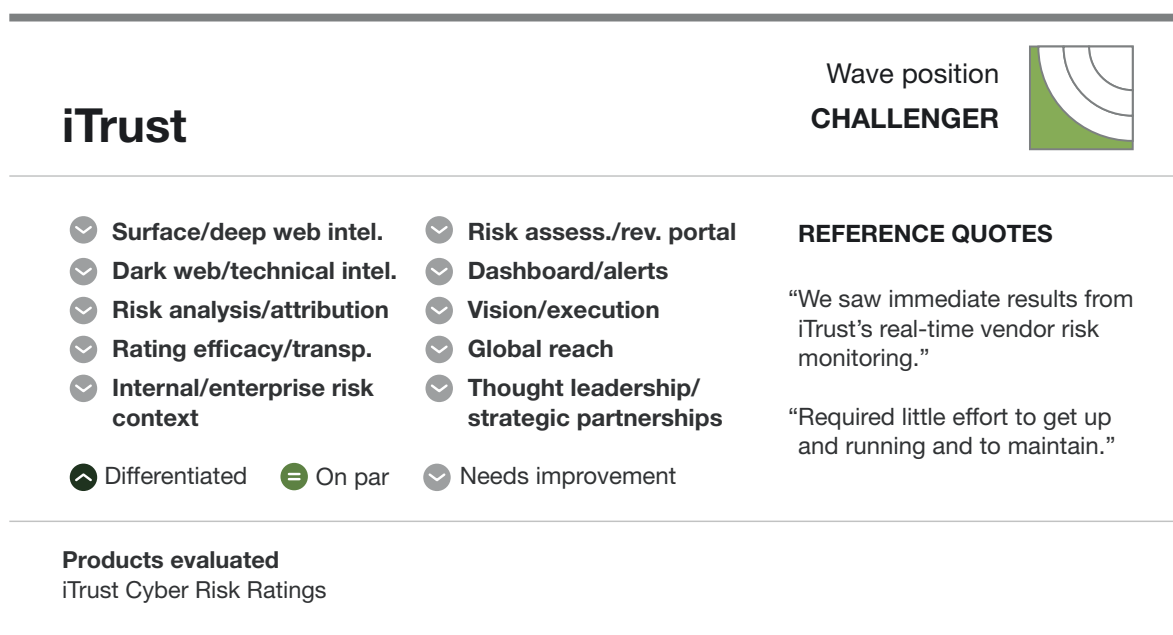 Wave position
CHALLENGER
iTrust
Surface/deep web intel.
Dark web/technical intel.
Risk analysis/attribution
Rating efficacy/transp.
Internal/enterprise risk
context
Risk assess./rev. portal
Dashboard/alerts
Vision/execution
Global reach
Thought leadership/
strategic partnerships
Differentiated
On par
Needs improvement
REFERENCE QUOTES
“We saw immediate results from
iTrust’s real-time vendor risk
monitoring.”
“Required little effort to get up
and running and to maintain.”
Products evaluated
iTrust Cyber Risk Ratings